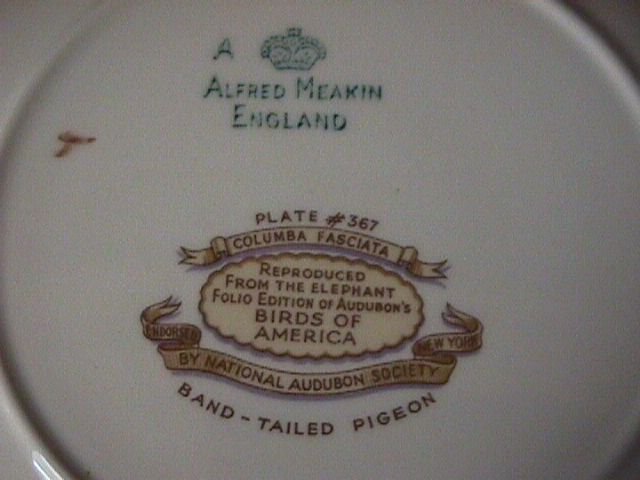 A
ALFRED MEAKIN
ENGLAND
PLATE #367
COLUMBA FASCIATA
REPRODUCED
FROM THE ELEPHANT
FOLIO EDITION OF AUDUBON'S
BIRDS OF
AMERICA
ENDORSED
BY NATIONAL AUDUBON SOCIETY
NEW YORK
BAND-TAILED PIGEON